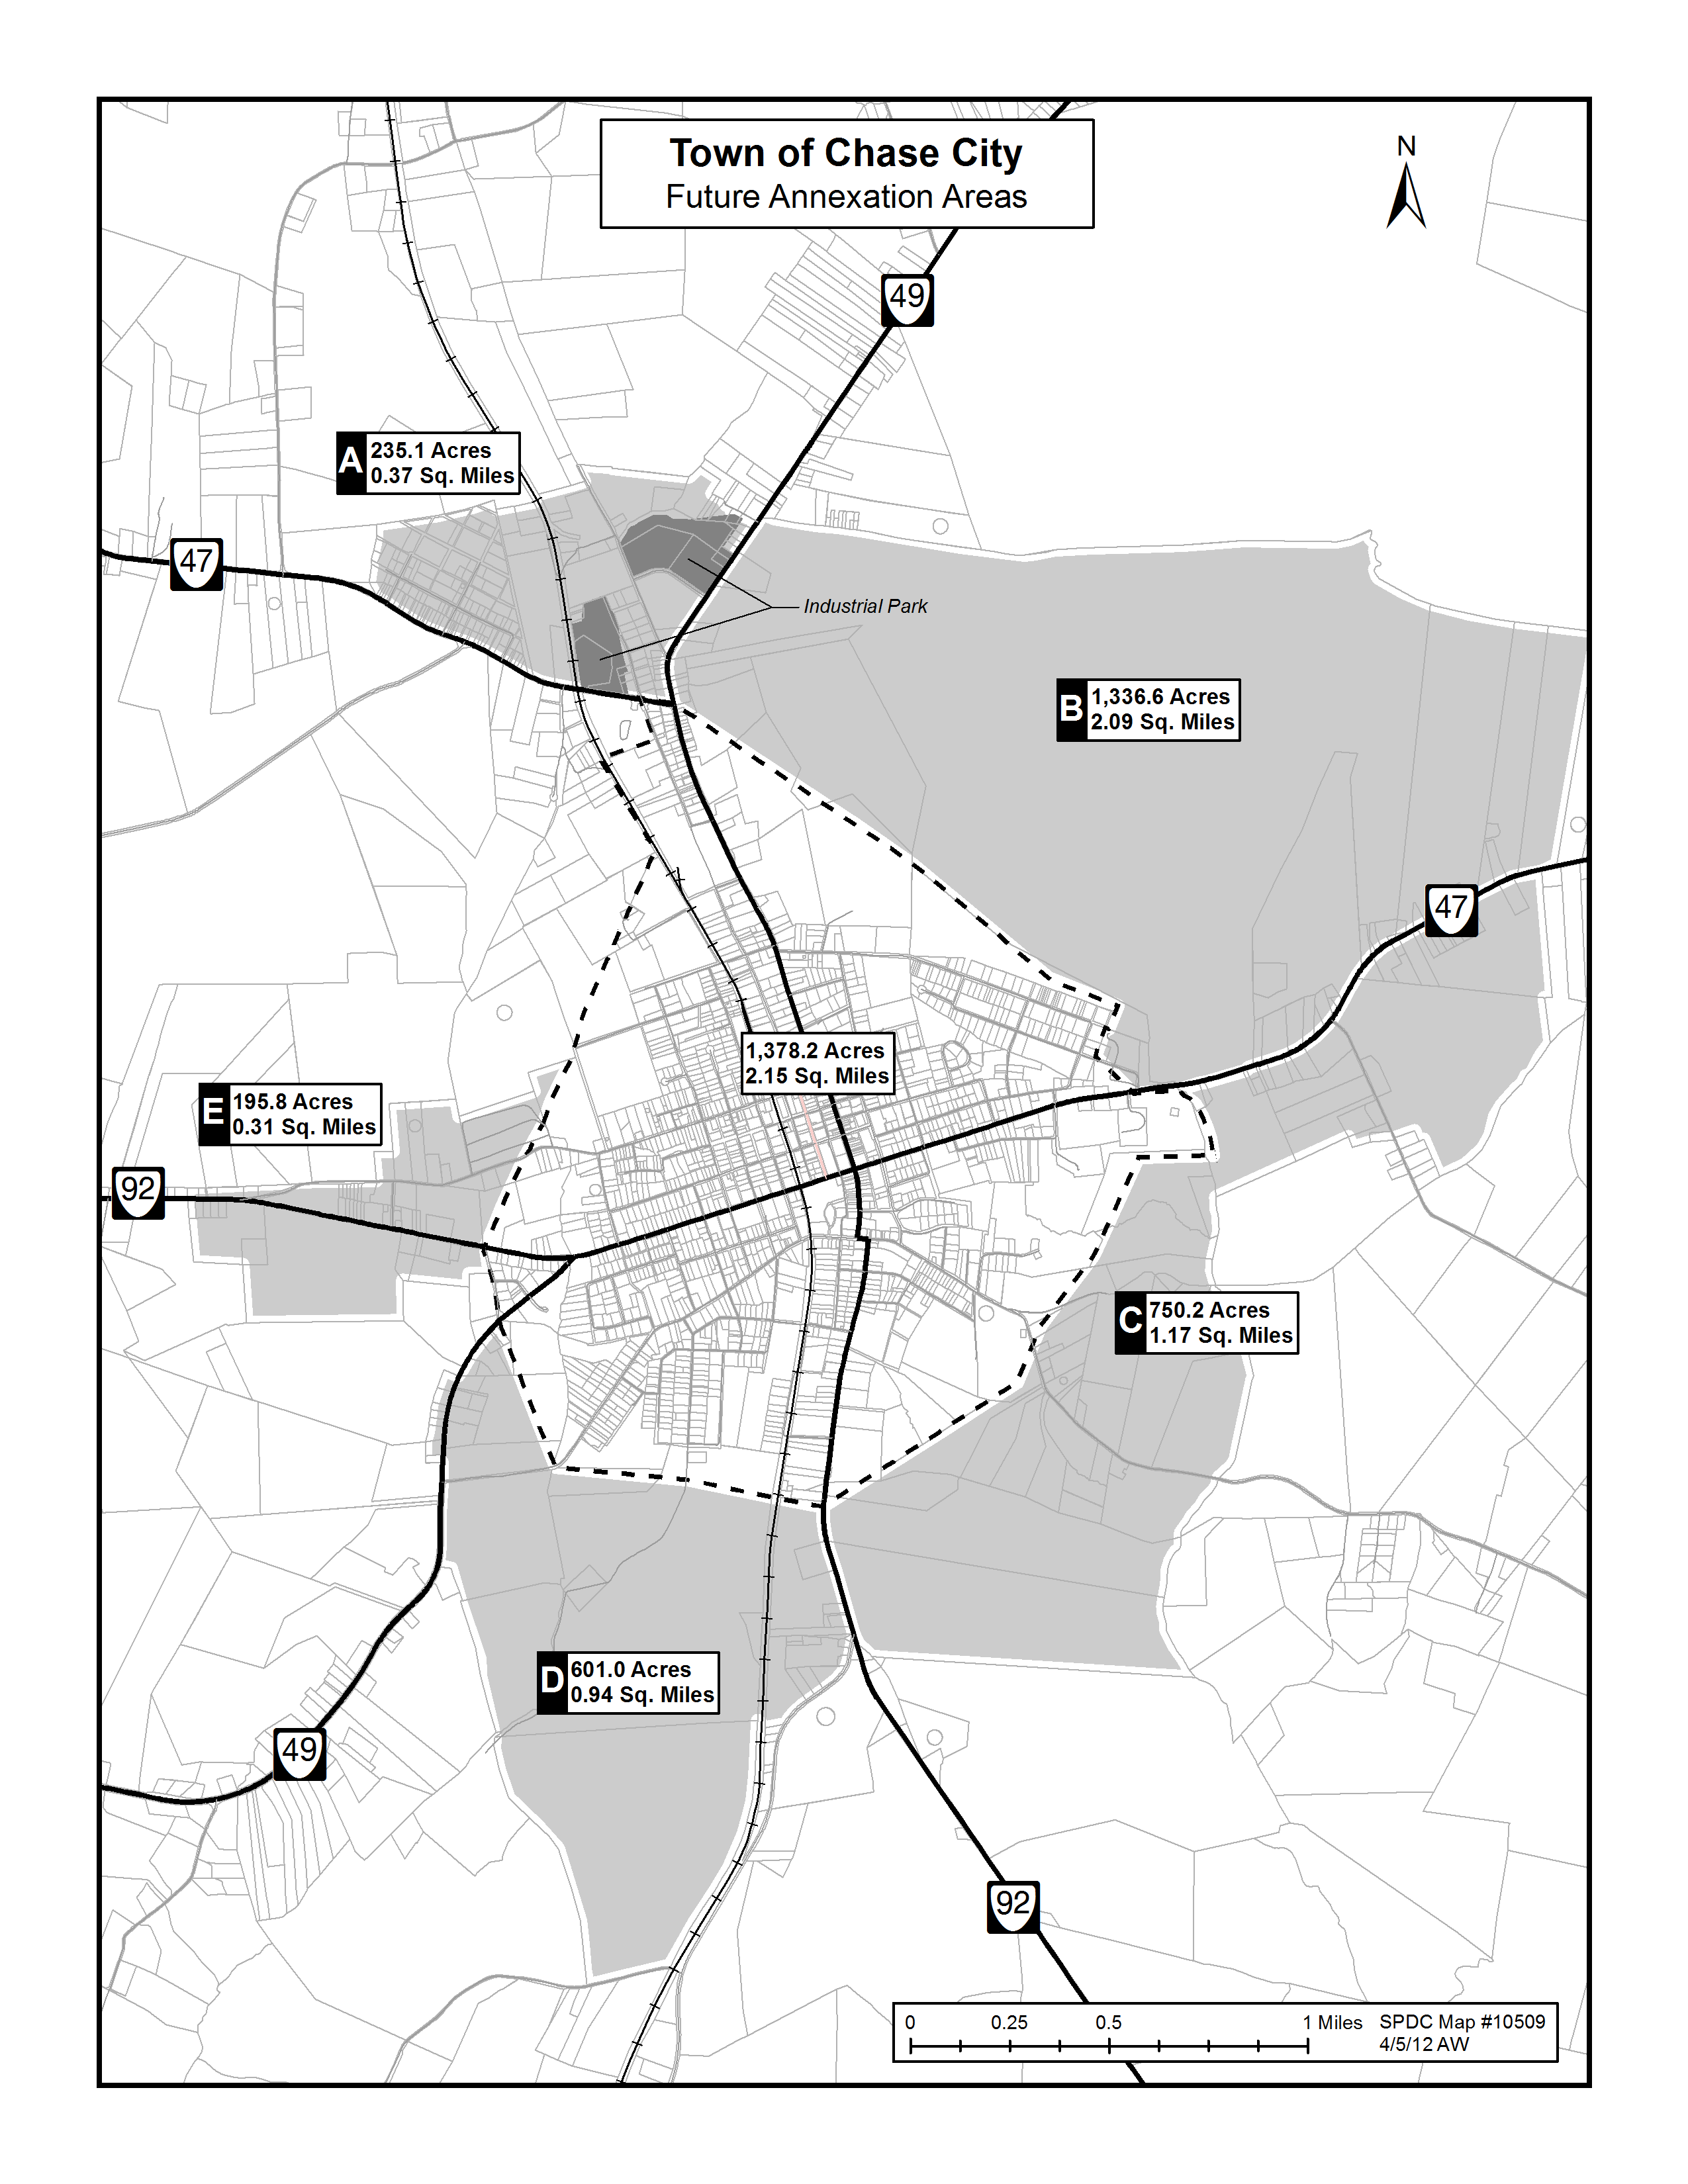 Town of Chase City
Future Annexation Areas
N
49
A
235.1 Acres
0.37 Sq. Miles
47
Industrial Park
B
1,336.6 Acres
2.09 Sq. Miles
47
1,378.2 Acres
2.15 Sq. Miles
E
195.8 Acres
0.31 Sq. Miles
92
C
750.2 Acres
1.17 Sq. Miles
D
601.0 Acres
0.94 Sq. Miles
49
92
0 0.25 0.5 1 Miles
SPDC Map #10509
4/5/12 AW